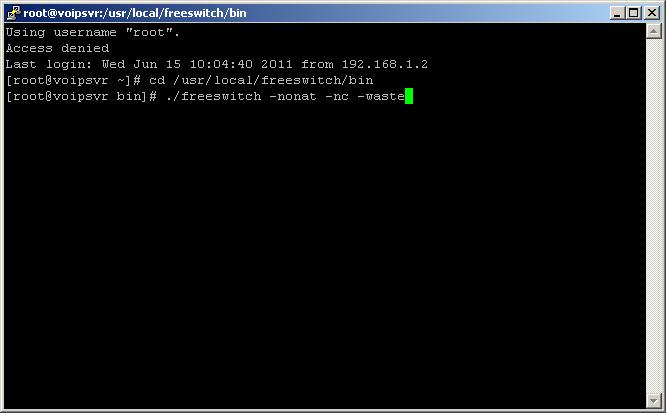 root@voipsvr:/usr/local/freeswitch/bin
Using username "root".
Access denied
Last login: Wed Jun 15 10:04:40 2011 from 192.168.1.2
[root@voipsvr ~]# cd /usr/local/freeswitch/bin
[root@voipsvr bin]# ./freeswitch -nonat -nc -waste